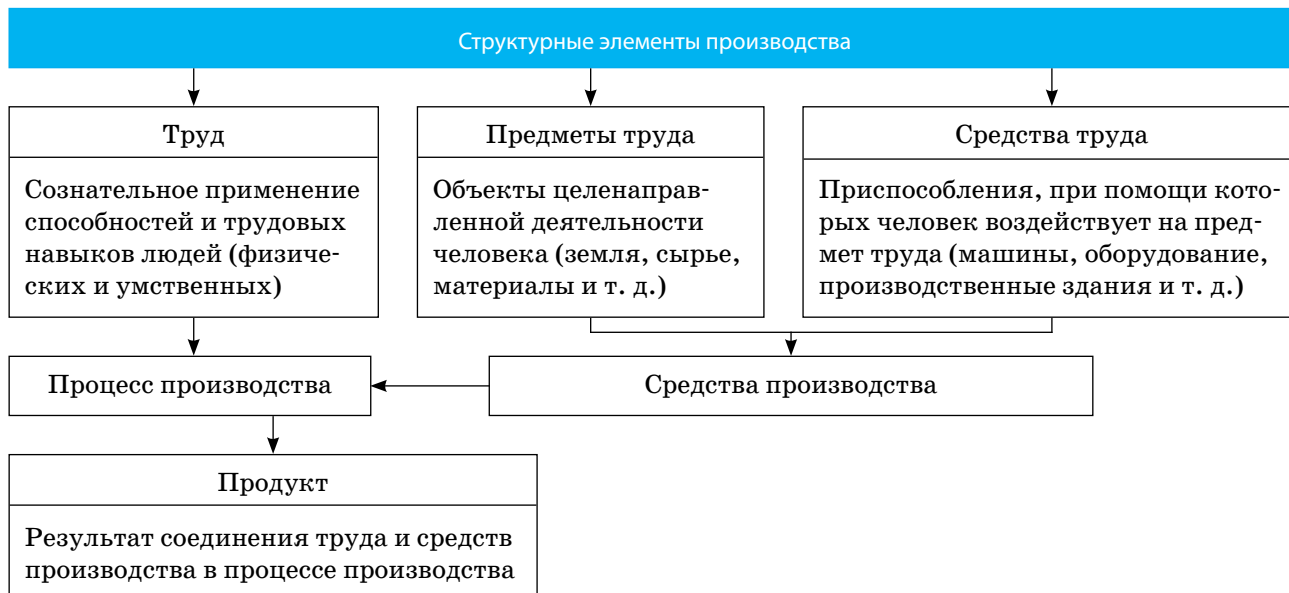 Структурные элементы производства
Труд
Сознательное применение
способностей и трудовых
навыков людей (физиче-
ских и умственных)
Предметы труда
Объекты целенаправ-
ленной деятельности
человека (земля, сырье,
материалы и т. д.)
Средства труда
Приспособления, при помощи кото-
рых человек воздействует на пред-
мет труда (машины, оборудование,
производственные здания и т. д.)
Процесс производства
Средства производства
Продукт
Результат соединения труда и средств
производства в процессе производства